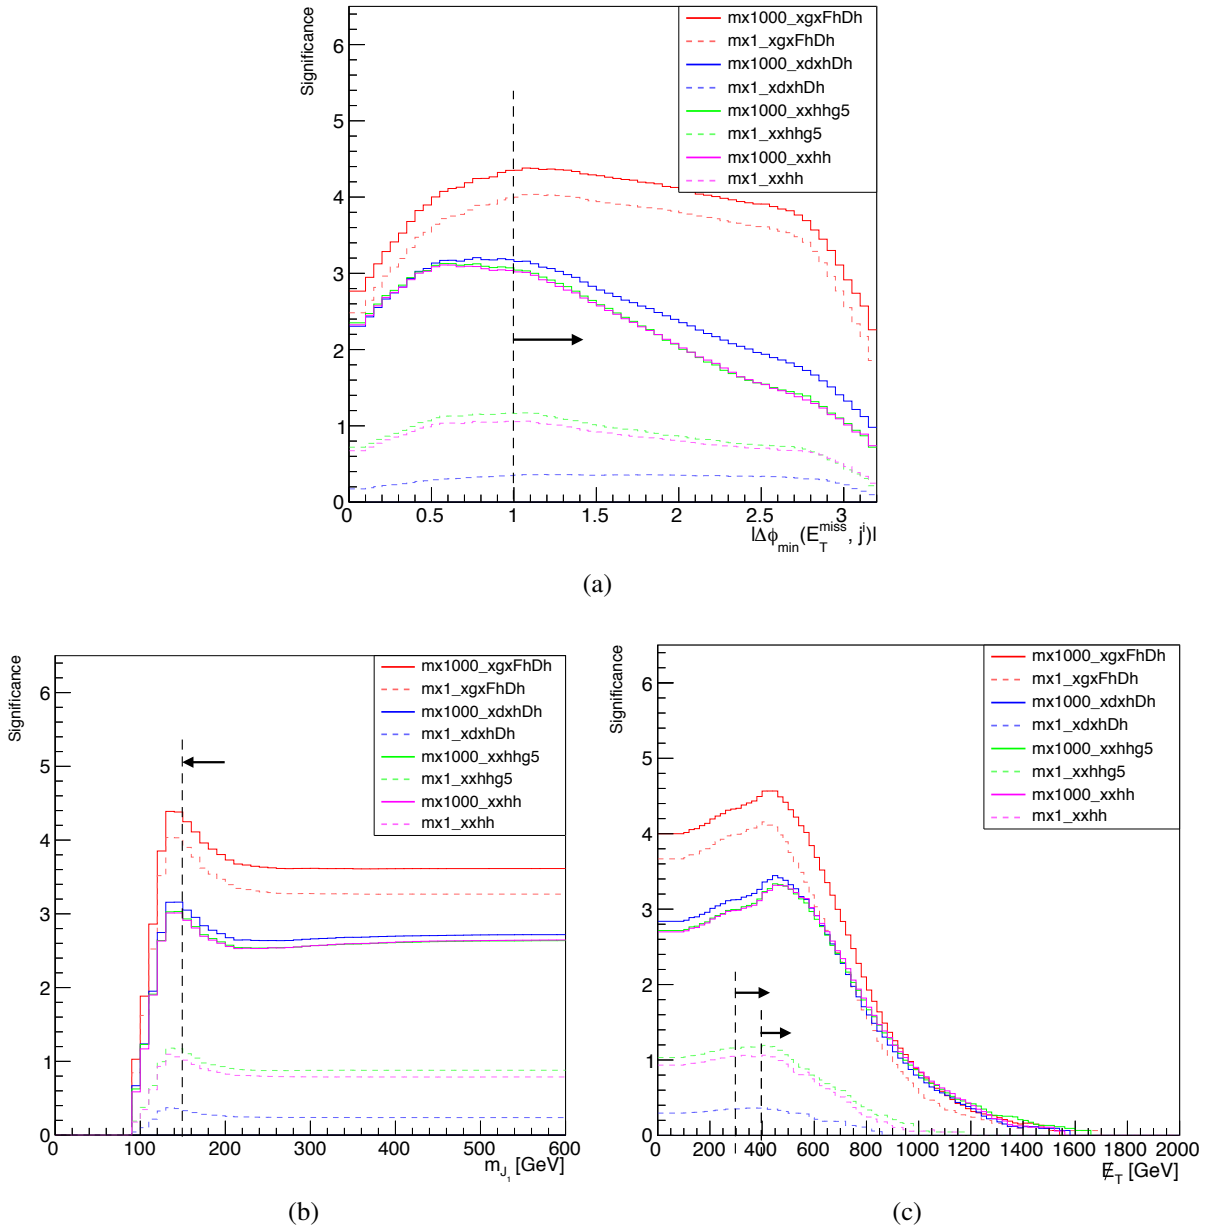 Significance
6
5
4
3
2
1
0
0 0.5 1 1.5 2 2.5 3
|Δϕmin(ETmiss, ji)|
mx1000_xgxFhDh
mx1_xgxFhDh
mx1000_xdxhDh
mx1_xdxhDh
mx1000_xxhhg5
mx1_xxhhg5
mx1000_xxhh
mx1_xxhh
(a)
Significance
6
5
4
3
2
1
0
0 100 200 300 400 500 600
mJ1 [GeV]
mx1000_xgxFhDh
mx1_xgxFhDh
mx1000_xdxhDh
mx1_xdxhDh
mx1000_xxhhg5
mx1_xxhhg5
mx1000_xxhh
mx1_xxhh
(b)
Significance
6
5
4
3
2
1
0
0 200 400 600 800 1000 1200 1400 1600 1800 2000
E̸T [GeV]
mx1000_xgxFhDh
mx1_xgxFhDh
mx1000_xdxhDh
mx1_xdxhDh
mx1000_xxhhg5
mx1_xxhhg5
mx1000_xxhh
mx1_xxhh
(c)